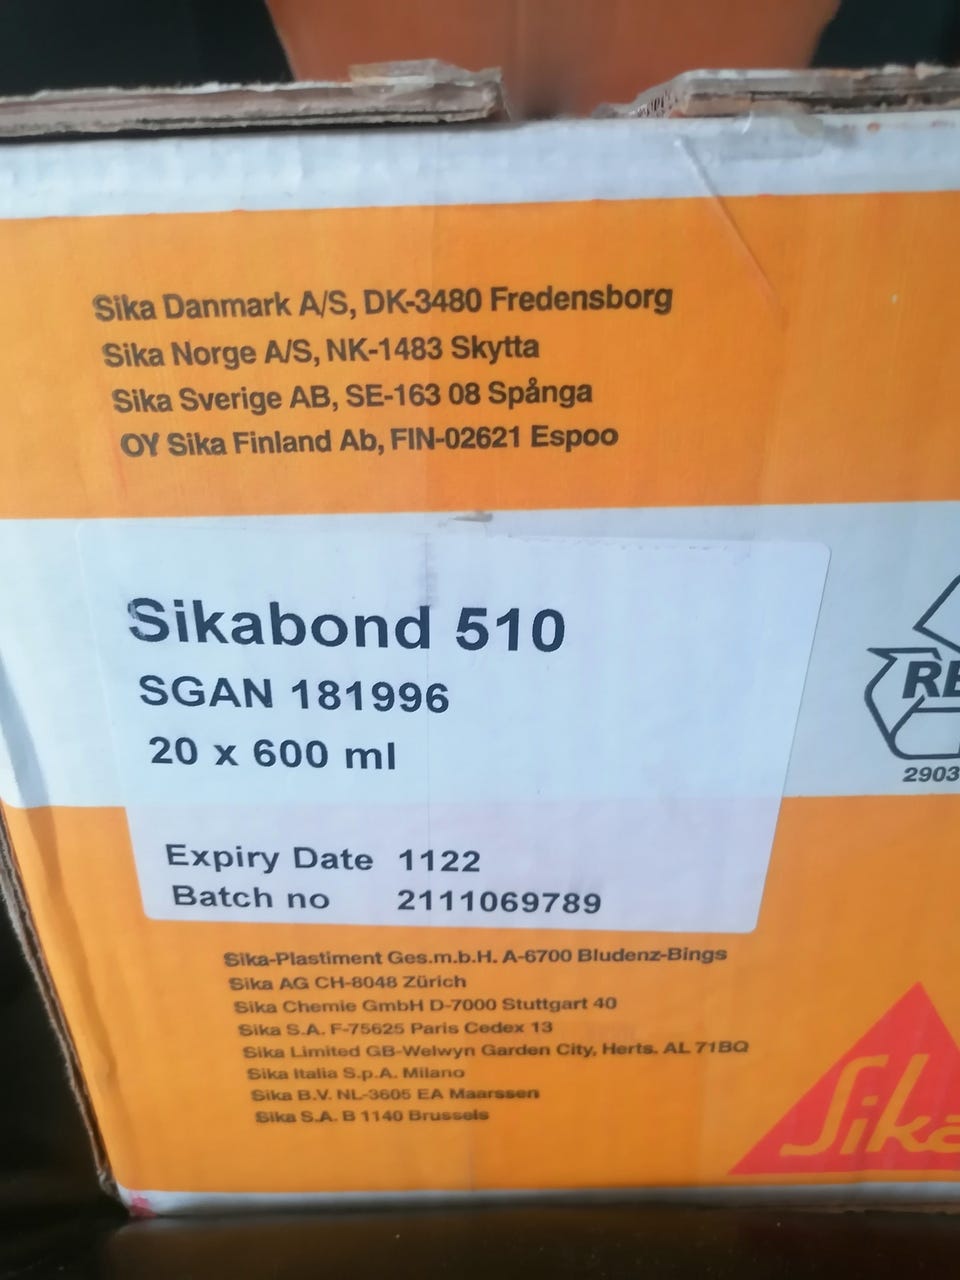 Sika Danmark A/S, DK-3480 Fredensborg
Sika Norge A/S, NK-1483 Skytta
Sika Sverige AB, SE-163 08 Spånga
OY Sika Finland Ab, FIN-02621 Espoo
Sikabond 510
SGAN 181996
20 x 600 ml
RE
2903
Expiry Date 1122
Batch no 2111069789
Sika-Plastiment Ges.m.b.H. A-6700 Bludenz-Bings
Sika AG CH-8048 Zürich
Sika Chemie GmbH D-7000 Stuttgart 40
Sika S.A. F-75625 Paris Cedex 13
Sika Limited GB-Welwyn Garden City, Herts. AL 71BQ
Sika Italia S.p.A. Milano
Sika B.V. NL-3605 EA Maarssen
Sika S.A. B 1140 Brussels
Sika